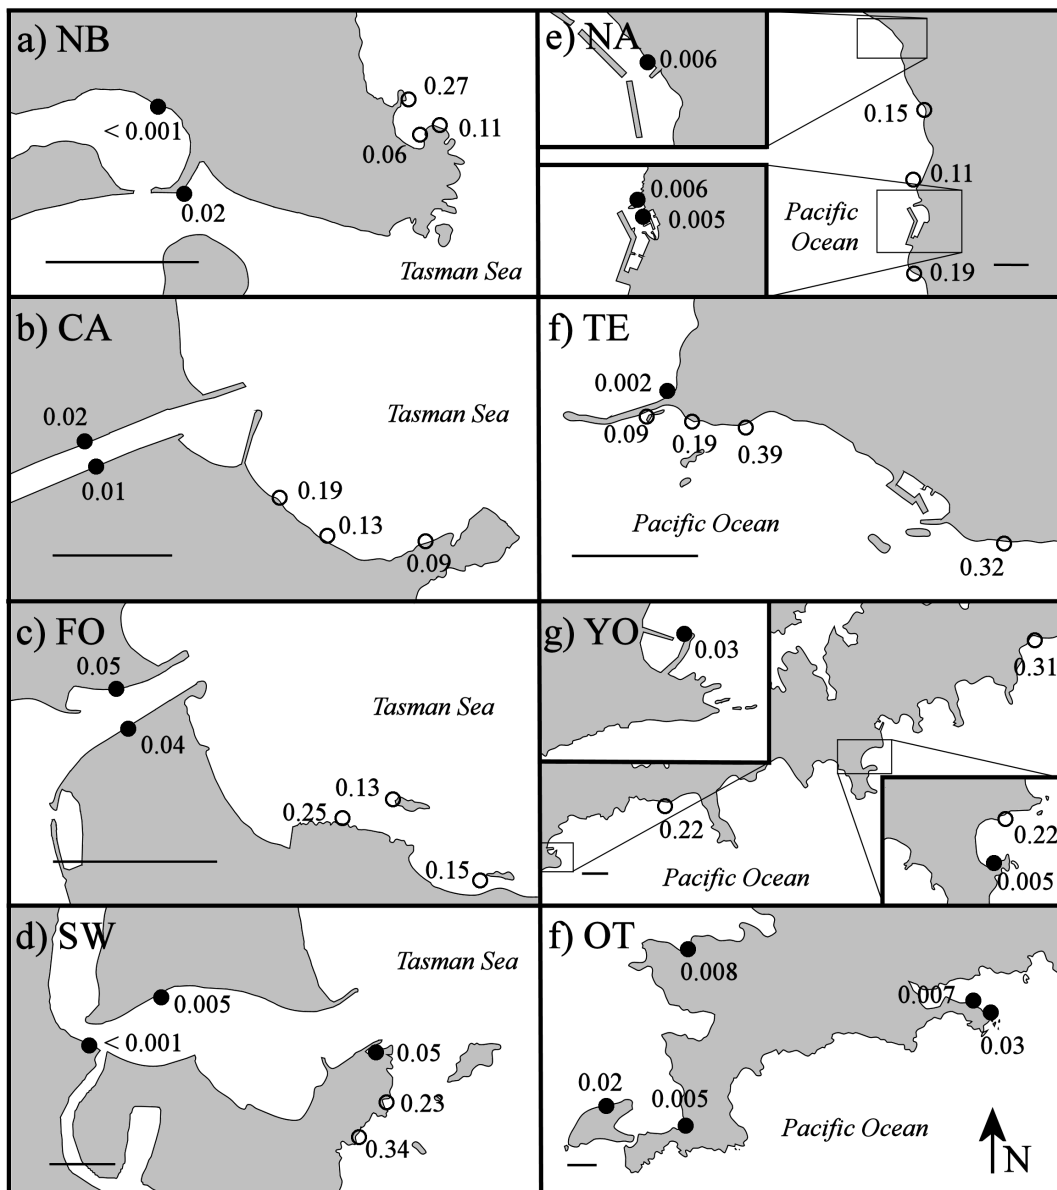 a) NB
0.27
0.11
0.06
< 0.001
0.02
Tasman Sea
b) CA
Tasman Sea
0.02
0.01
0.19
0.13
0.09
c) FO
0.05
0.04
Tasman Sea
0.13
0.25
0.15
d) SW
Tasman Sea
0.005
< 0.001
0.05
0.23
0.34
e) NA
0.006
0.15
0.11
0.006
0.005
Pacific
Ocean
0.19
f) TE
0.002
0.09
0.19
0.39
Pacific Ocean
0.32
g) YO
0.03
0.31
0.22
0.22
0.005
Pacific Ocean
f) OT
0.008
0.007
0.03
0.02
0.005
Pacific Ocean
N